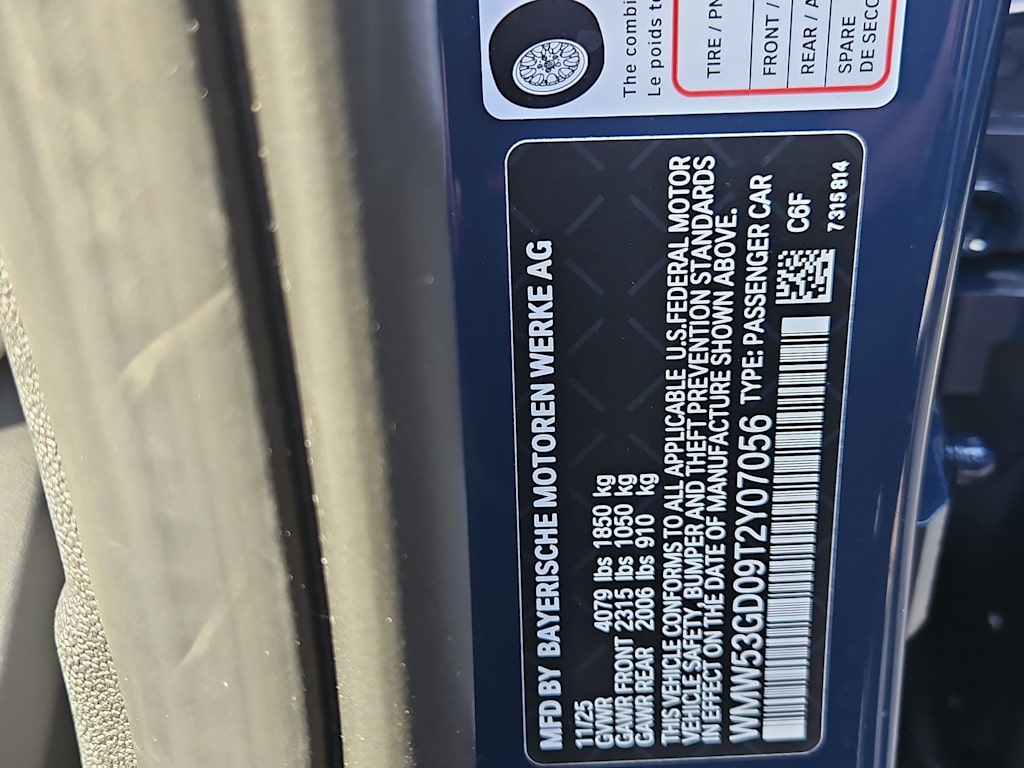 The combi
Le poids to
TIRE / PN
FRONT /
REAR / A
SPARE
DE SECO
MFD BY BAYERISCHE MOTOREN WERKE AG
11/25
GWR 4079 lbs 1850 kg
GAWR FRONT 2315 lbs 1050 kg
GAWR REAR 2006 lbs 910 kg
THIS VEHICLE CONFORMS TO ALL APPLICABLE U.S.FEDERAL MOTOR
VEHICLE SAFETY, BUMPER AND THEFT PREVENTION STANDARDS
IN EFFECT ON THE DATE OF MANUFACTURE SHOWN ABOVE.
WMW53GD09T2Y07056 TYPE: PASSENGER CAR
C6F
7315814